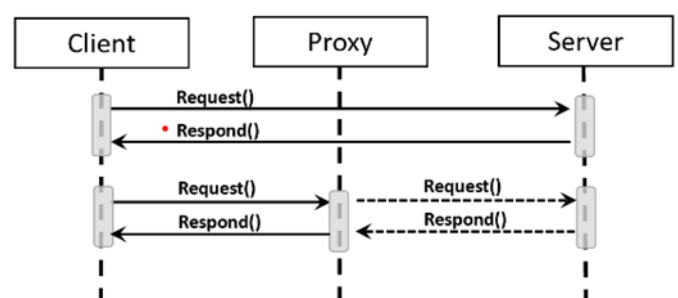 Client Proxy Server
Request()
Respond()
Request() Request()
Respond() Respond()